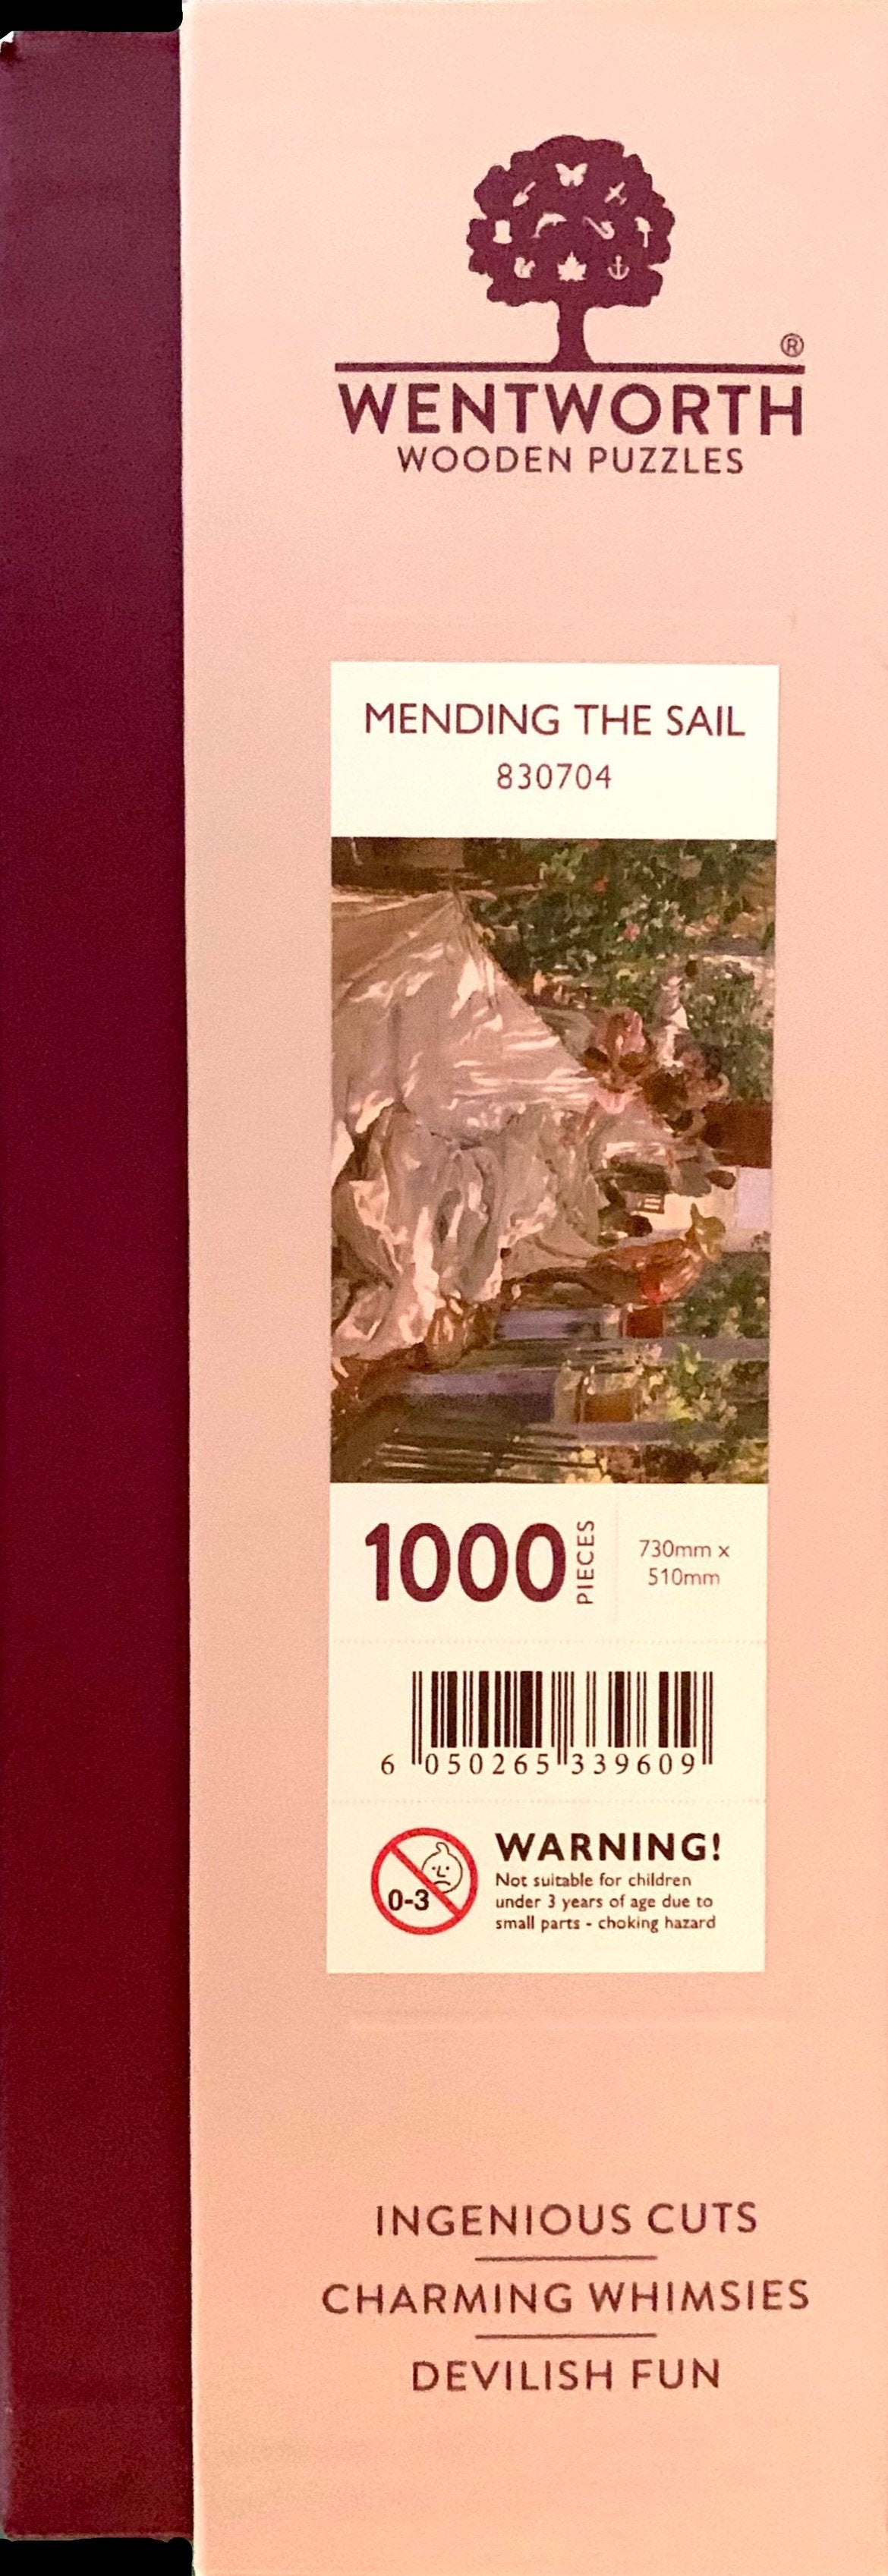 ®
WENTWORTH
WOODEN PUZZLES
MENDING THE SAIL
830704
1000 PIECES
730mm x
510mm
6 050265 339609
0-3
WARNING!
Not suitable for children
under 3 years of age due to
small parts - choking hazard
INGENIOUS CUTS
CHARMING WHIMSIES
DEVILISH FUN